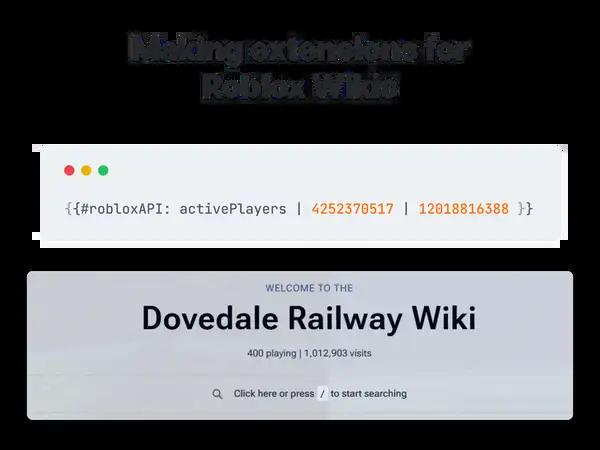 Making extensions for
Roblox Wikis
{{#robloxAPI: activePlayers | 4252370517 | 12018816388 }}
WELCOME TO THE
Dovedale Railway Wiki
400 playing | 1,012,903 visits
Click here or press / to start searching